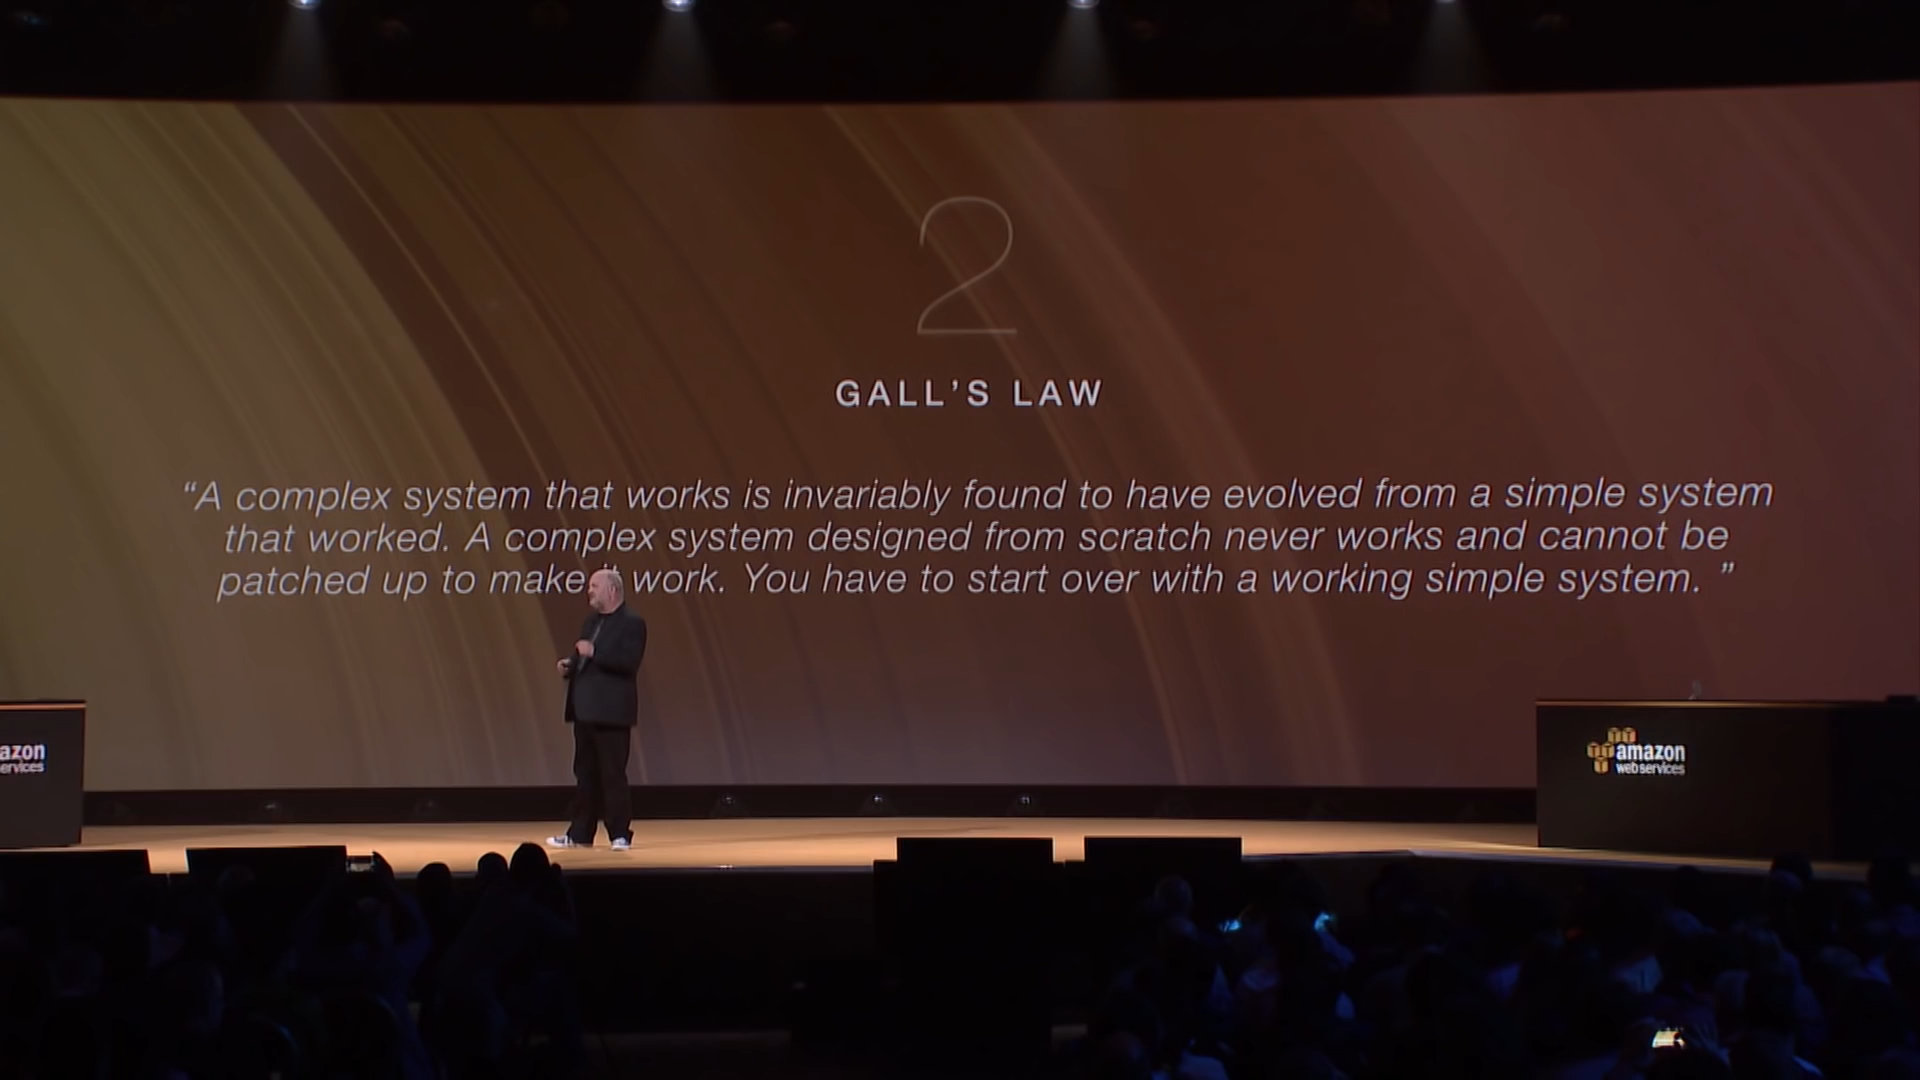 2
GALL’S LAW
“A complex system that works is invariably found to have evolved from a simple system
that worked. A complex system designed from scratch never works and cannot be
patched up to make it work. You have to start over with a working simple system. ”
azon
ervices
amazon
web services